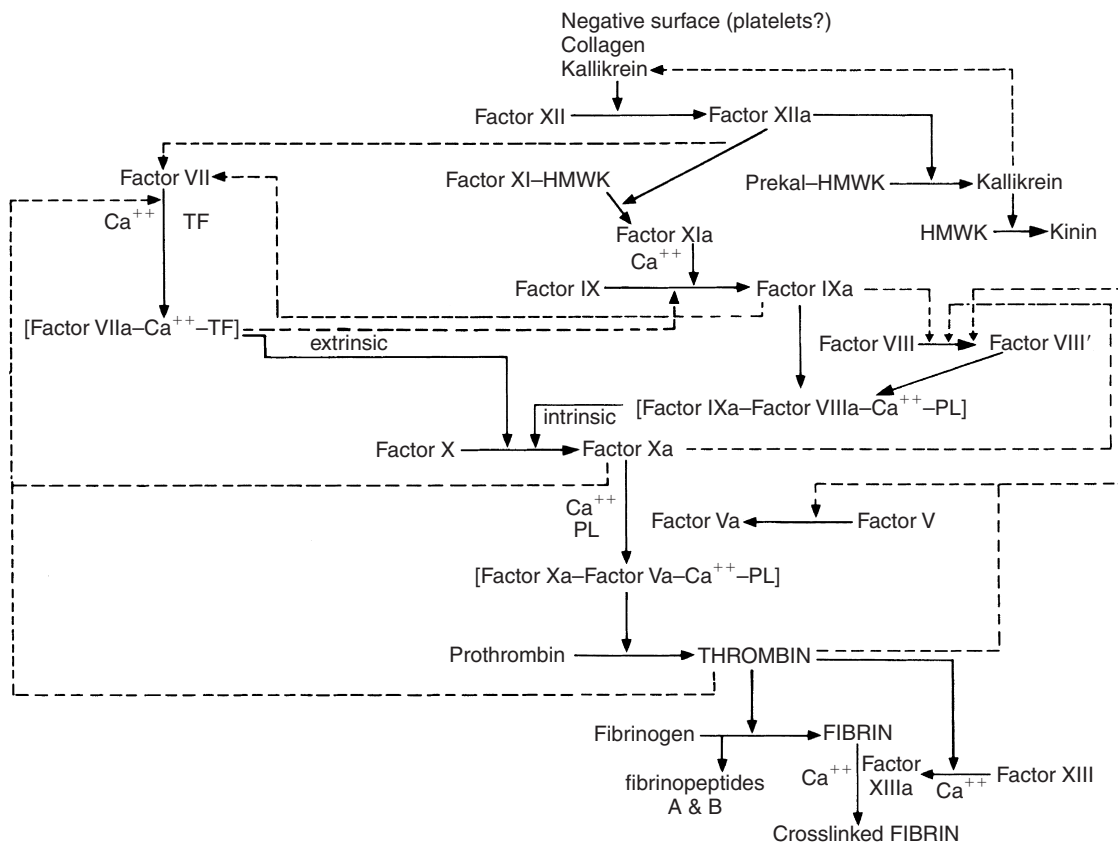 Negative surface (platelets?)
Collagen
Kallikrein
Factor XII
Factor XIIa
Factor VII
Factor XI–HMWK
Prekal–HMWK
Kallikrein
Ca++
TF
HMWK
Kinin
Factor XIa
Ca++
Factor IX
Factor IXa
[Factor VIIa–Ca++–TF]
extrinsic
Factor VIII
Factor VIII′
[Factor IXa–Factor VIIIa–Ca++–PL]
intrinsic
Factor X
Factor Xa
Ca++
PL
Factor Va
Factor V
[Factor Xa–Factor Va–Ca++–PL]
Prothrombin
THROMBIN
Fibrinogen
FIBRIN
fibrinopeptides
A & B
Ca++
Factor
XIIIa
Ca++
Factor XIII
Crosslinked FIBRIN